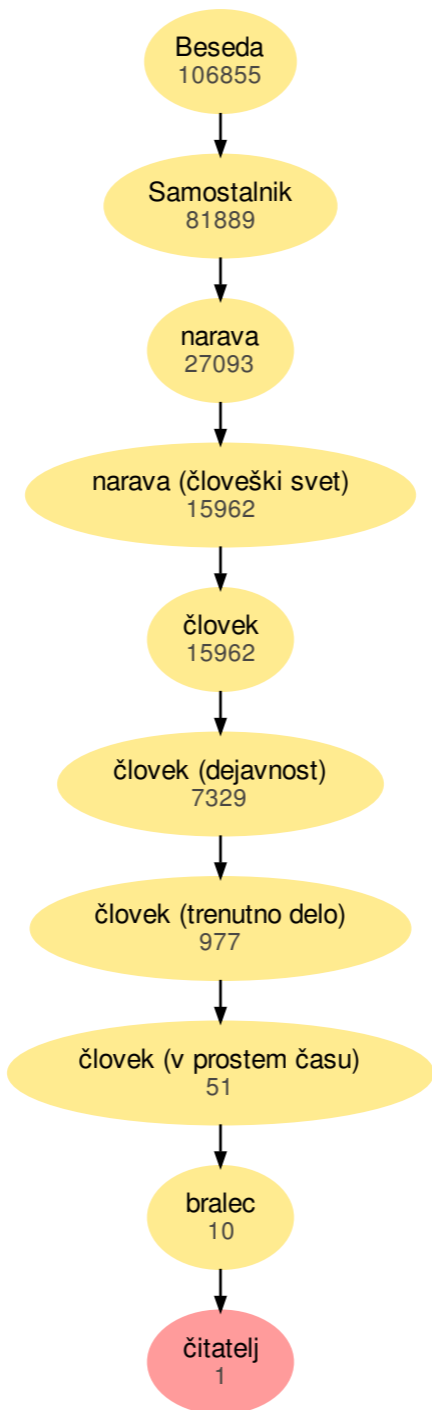 Beseda
106855
Samostalnik
81889
narava
27093
narava (človeški svet)
15962
človek
15962
človek (dejavnost)
7329
človek (trenutno delo)
977
človek (v prostem času)
51
bralec
10
čitatelj
1